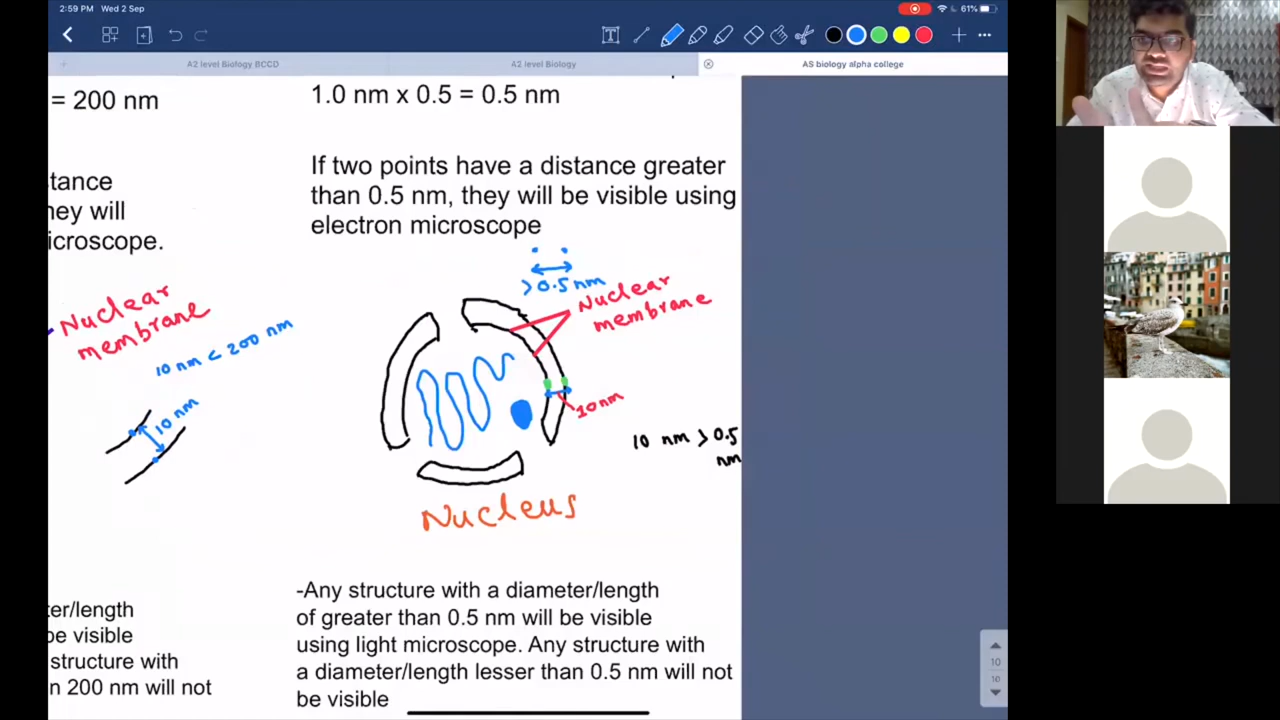 2:59 PM Wed 2 Sep
61%
A2 level Biology BCCD
A2 level Biology
AS biology alpha college
= 200 nm
tance
hey will
icroscope.
Nuclear
membrane
10 nm < 200 nm
10 nm
er/length
be visible
structure with
n 200 nm will not
1.0 nm x 0.5 = 0.5 nm
If two points have a distance greater
than 0.5 nm, they will be visible using
electron microscope
> 0.5 nm
Nuclear
membrane
10nm
10 nm > 0.5
nm
Nucleus
-Any structure with a diameter/length
of greater than 0.5 nm will be visible
using light microscope. Any structure with
a diameter/length lesser than 0.5 nm will not
be visible
10
10